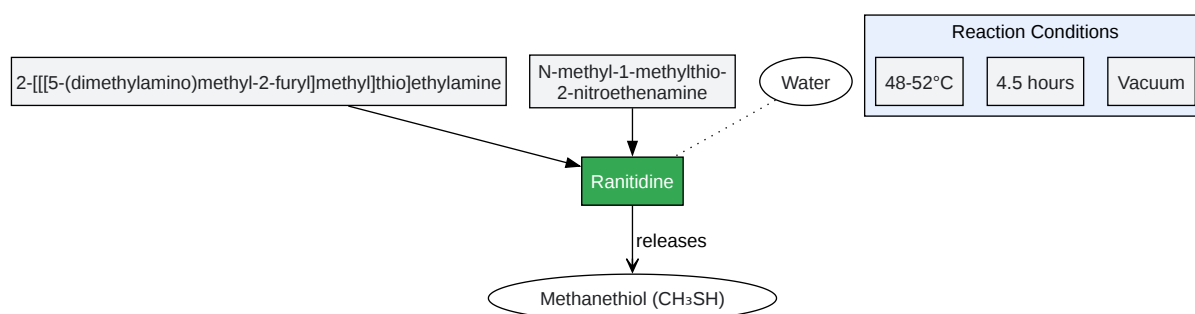 Reaction Conditions
2-[[[5-(dimethylamino)methyl-2-furyl]methyl]thio]ethylamine
N-methyl-1-methylthio-
2-nitroethenamine
Water
48-52°C
4.5 hours
Vacuum
Ranitidine
releases
Methanethiol (CH₃SH)